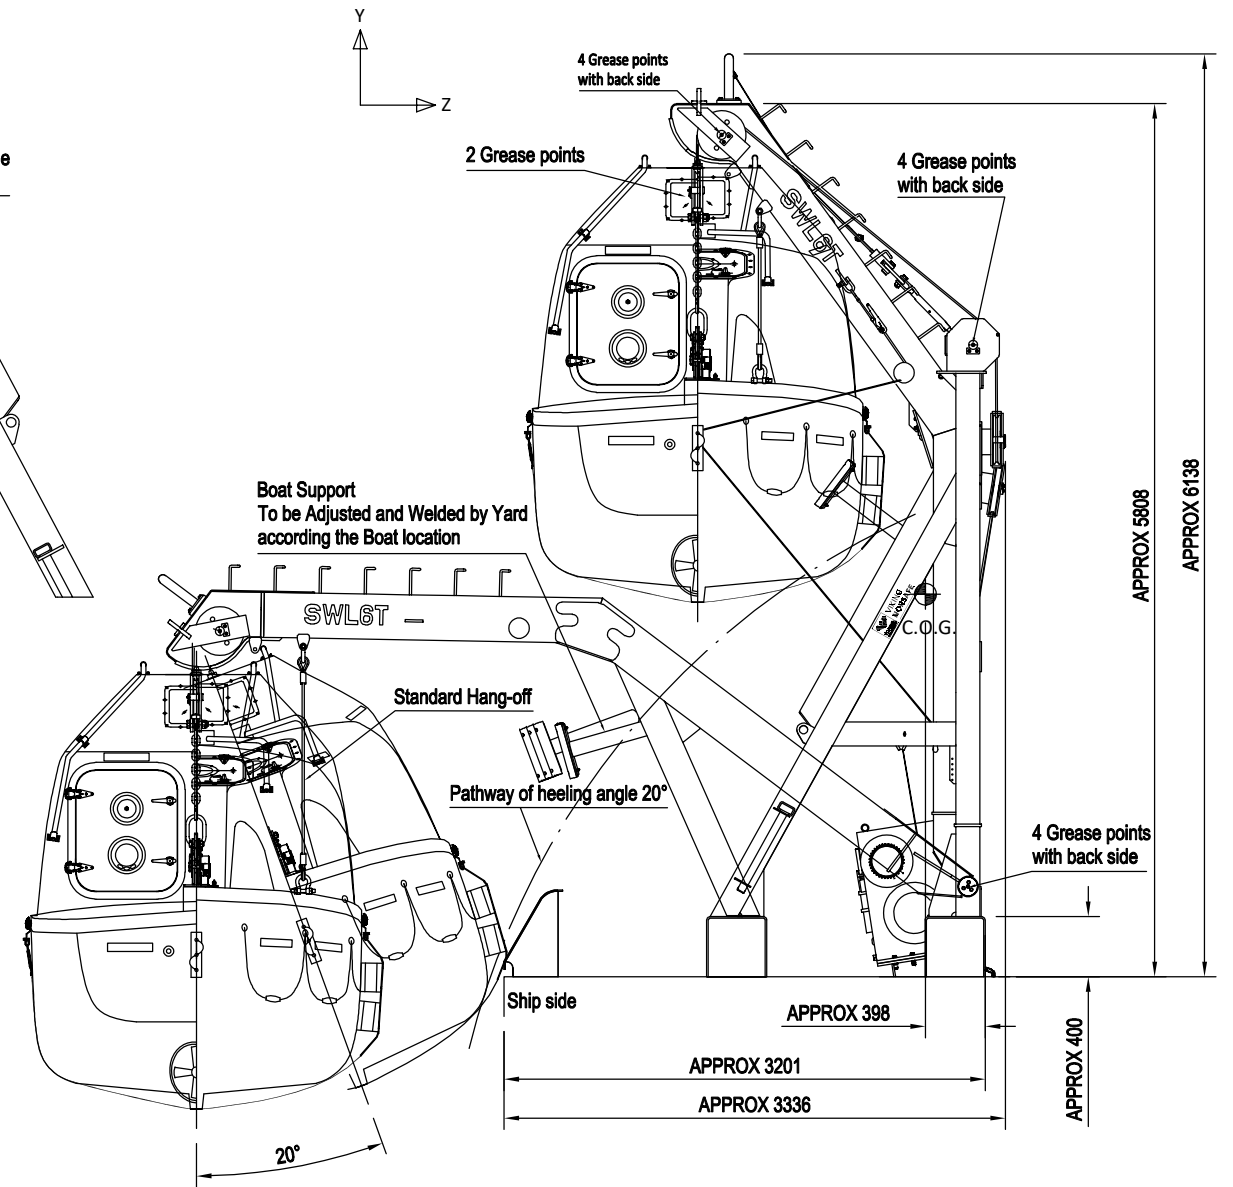 Y
Z
4 Grease points
with back side
2 Grease points
4 Grease points
with back side
e
SWL6T
Boat Support
To be Adjusted and Welded by Yard
according the Boat location
APPROX 5808
APPROX 6138
VIKING
NORSAFE
C.O.G.
SWL6T
Standard Hang-off
Pathway of heeling angle 20°
4 Grease points
with back side
Ship side
APPROX 398
APPROX 400
APPROX 3201
APPROX 3336
20°